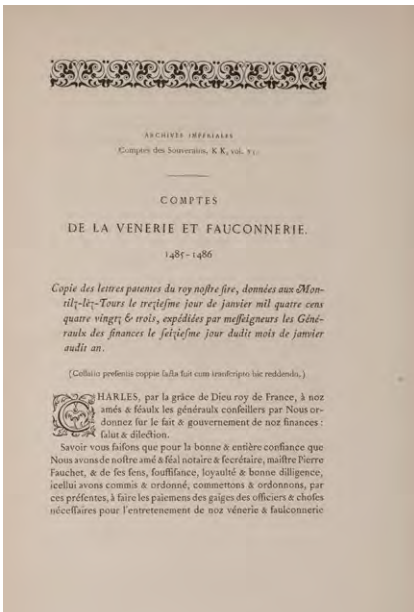 ARCHIVES IMPÉRIALES
Comptes des Souverains, K K, vol.
COMPTES
DE LA VENERIE ET FAUCONNERIE.
1485-1486
Copie des lettres patentes du roy noſtre ſire, données aux Mon-
tilz-lèz-Tours le trezieſme jour de janvier mil quatre cens
quatre vingtz & trois, expédiées par meſſeigneurs les Géné-
raulx des finances le ſeizieſme jour dudit mois de janvier
audit an.
(Collatio preſentis coppie facta fuit cum tranſcripto hic reddendo.)
CHARLES, par la grâce de Dieu roy de France, à noz
amés & féaulx les généraulx conſeillers par Nous or-
donnez ſur le fait & gouvernement de noz finances :
ſalut & dilection.
Savoir vous faiſons que pour la bonne & entière confiance que
Nous avons de noſtre amé & féal notaire & ſecrétaire, maiſtre Pierre
Fauchet, & de ſes ſens, ſouffiſance, loyaulté & bonne dilligence,
icellui avons commis & ordonné, commettons & ordonnons, par
ces préſentes, à faire les paiemens des gaiges des officiers & choſes
néceſſaires pour l'entretenement de noz vénerie & faulconnerie